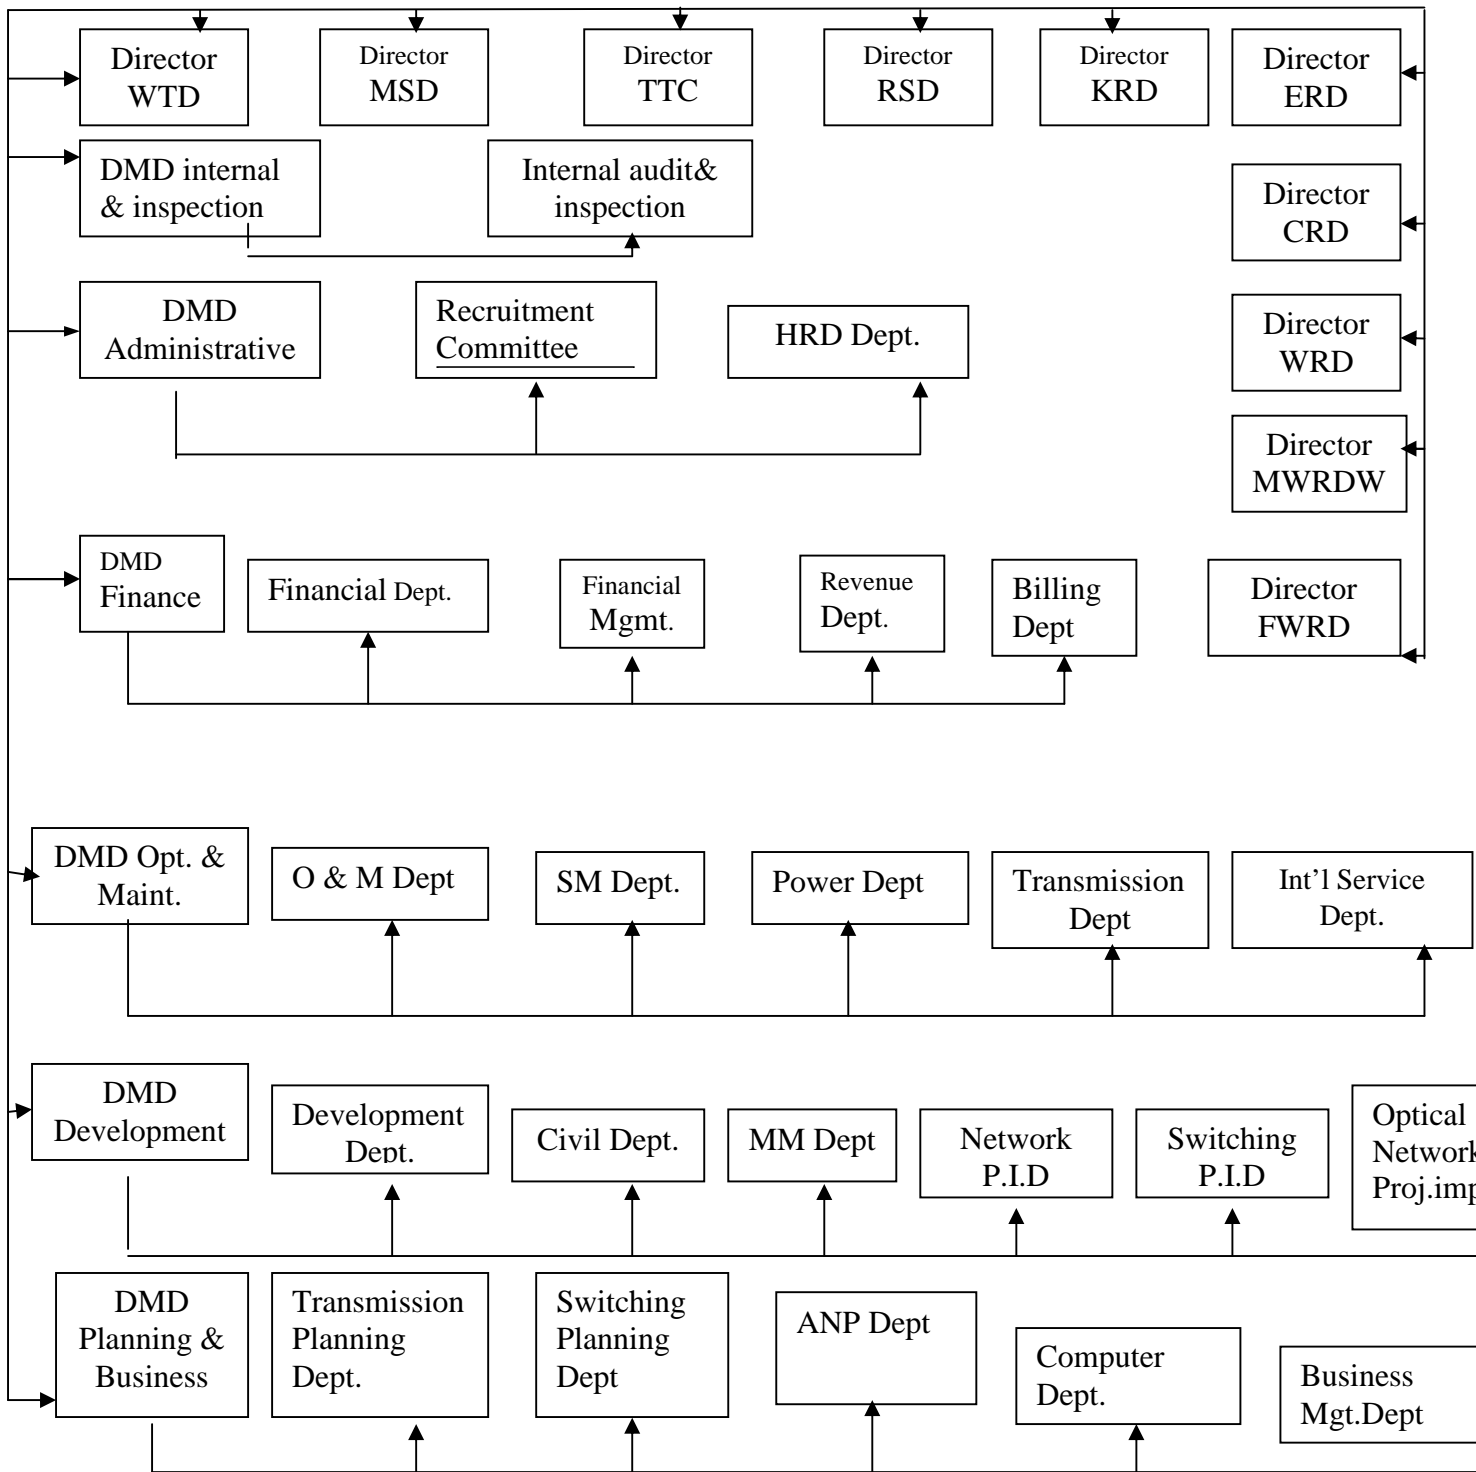 Director
WTD
Director
MSD
Director
TTC
Director
RSD
Director
KRD
Director
ERD
DMD internal
& inspection
Internal audit&
inspection
Director
CRD
DMD
Administrative
Recruitment
Committee
HRD Dept.
Director
WRD
Director
MWRDW
DMD
Finance
Financial Dept.
Financial
Mgmt.
Revenue
Dept.
Billing
Dept
Director
FWRD
DMD Opt. &
Maint.
O & M Dept
SM Dept.
Power Dept
Transmission
Dept
Int’l Service
Dept.
DMD
Development
Development
Dept.
Civil Dept.
MM Dept
Network
P.I.D
Switching
P.I.D
Optical
Network
Proj.imp
DMD
Planning &
Business
Transmission
Planning
Dept.
Switching
Planning
Dept
ANP Dept
Computer
Dept.
Business
Mgt.Dept